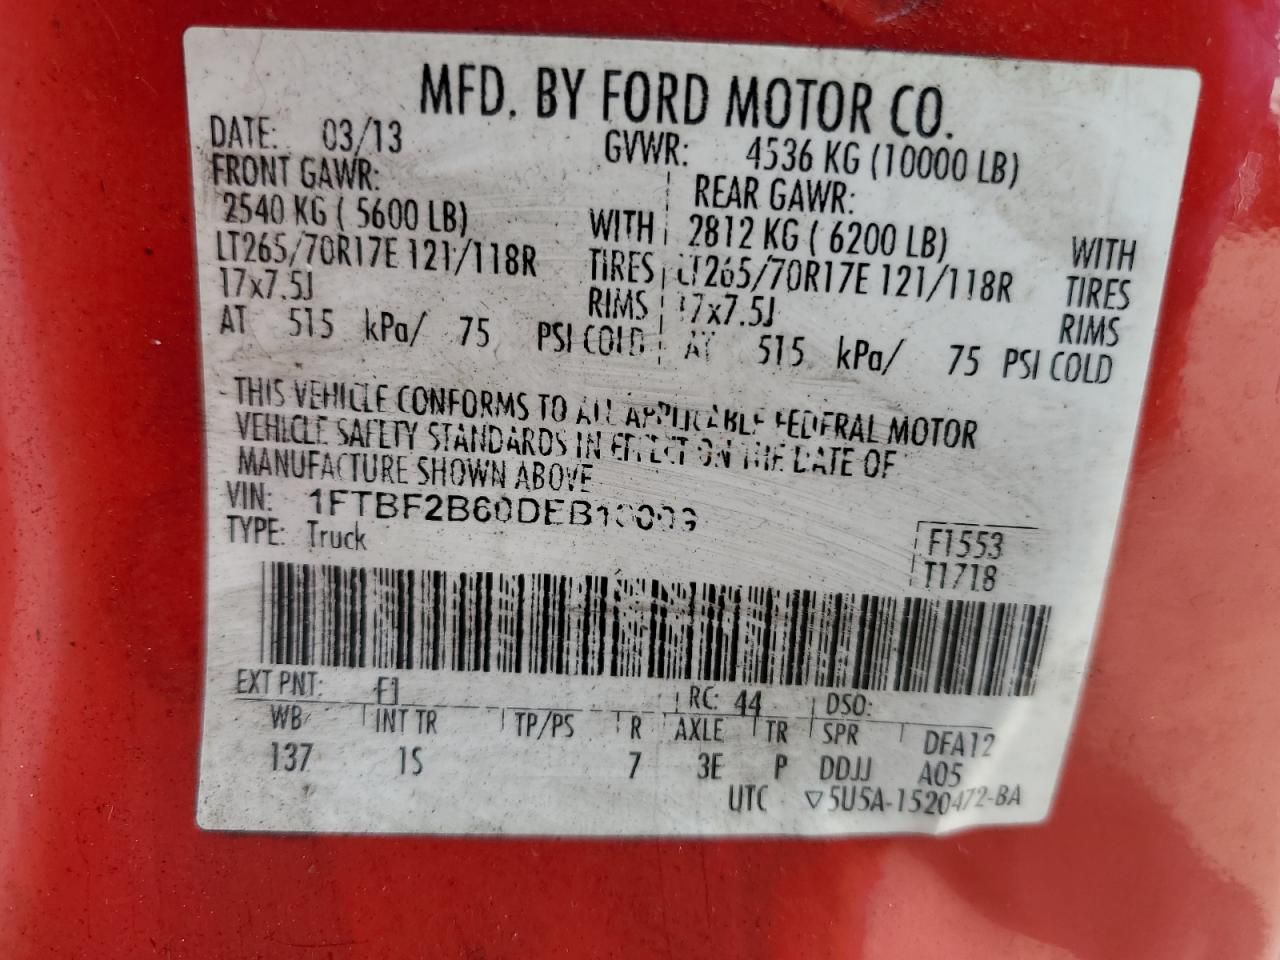 MFD. BY FORD MOTOR CO.
DATE: 03/13 GVWR: 4536 KG (10000 LB)
FRONT GAWR: REAR GAWR:
2540 KG ( 5600 LB) WITH 2812 KG ( 6200 LB) WITH
LT265/70R17E 121/118R TIRES LT265/70R17E 121/118R TIRES
17x7.5J RIMS 17x7.5J RIMS
AT 515 kPa/ 75 PSI COLD AT 515 kPa/ 75 PSI COLD
THIS VEHICLE CONFORMS TO ALL APPLICABLE FEDERAL MOTOR
VEHICLE SAFETY STANDARDS IN EFFECT ON THE DATE OF
MANUFACTURE SHOWN ABOVE
VIN:
TYPE: Truck
F1553
T1718
EXT PNT: F1 RC: 44 DSO:
WB INT TR TP/PS R AXLE TR SPR DFA12
137 1S 7 3E P DDJJ A05
UTC ▽5U5A-1520472-BA